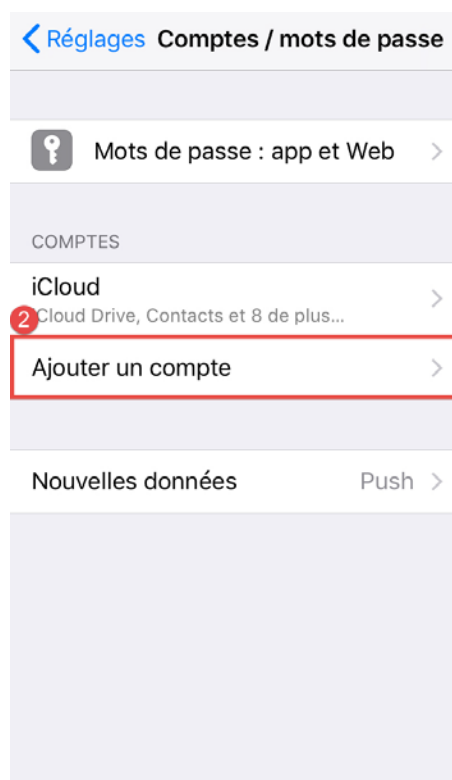 Réglages Comptes / mots de passe
Mots de passe : app et Web
COMPTES
iCloud
2
Cloud Drive, Contacts et 8 de plus...
Ajouter un compte
Nouvelles données Push